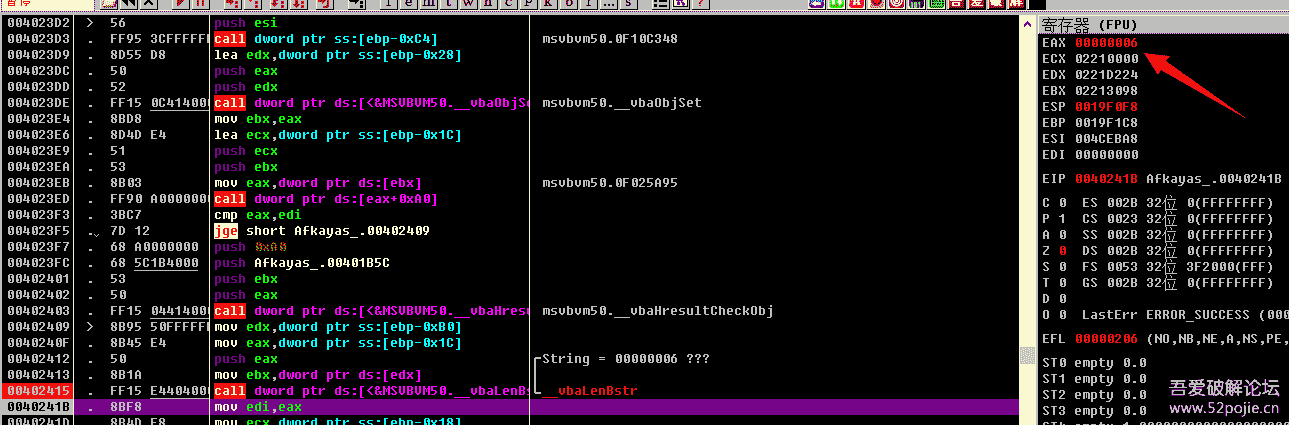 004023D2 > 56 push esi
004023D3 . FF95 3CFFFFF call dword ptr ss:[ebp-0xC4] msvbvm50.0F10C348
004023D9 . 8D55 D8 lea edx,dword ptr ss:[ebp-0x28]
004023DC . 50 push eax
004023DD . 52 push edx
004023DE . FF15 0C414000 call dword ptr ds:[<&MSVBVM50.__vbaObjSe msvbvm50.__vbaObjSet
004023E4 . 8BD8 mov ebx,eax
004023E6 . 8D4D E4 lea ecx,dword ptr ss:[ebp-0x1C]
004023E9 . 51 push ecx
004023EA . 53 push ebx
004023EB . 8B03 mov eax,dword ptr ds:[ebx] msvbvm50.0F025A95
004023ED . FF90 A0000000 call dword ptr ds:[eax+0xA0]
004023F3 . 3BC7 cmp eax,edi
004023F5 . 7D 12 jge short Afkayas_.00402409
004023F7 . 68 A0000000 push 0xA0
004023FC . 68 5C1B4000 push Afkayas_.00401B5C
00402401 . 53 push ebx
00402402 . 50 push eax
00402403 . FF15 04414000 call dword ptr ds:[<&MSVBVM50.__vbaHresu msvbvm50.__vbaHresultCheckObj
00402409 > 8B95 50FFFFF mov edx,dword ptr ss:[ebp-0xB0]
0040240F . 8B45 E4 mov eax,dword ptr ss:[ebp-0x1C]
00402412 . 50 push eax String = 00000006 ???
00402413 . 8B1A mov ebx,dword ptr ds:[edx]
00402415 . FF15 E4404000 call dword ptr ds:[<&MSVBVM50.__vbaLenBs __vbaLenBstr
0040241B . 8BF8 mov edi,eax
0040241D . 8B4D E8 mov ecx,dword ptr ss:[ebp-0x18]
寄存器 (FPU)
EAX 00000006
ECX 02210000
EDX 0221D224
EBX 02213098
ESP 0019F0F8
EBP 0019F1C8
ESI 004CEBA8
EDI 00000000
EIP 0040241B Afkayas_.0040241B
C 0 ES 002B 32位 0(FFFFFFFF)
P 1 CS 0023 32位 0(FFFFFFFF)
A 0 SS 002B 32位 0(FFFFFFFF)
Z 0 DS 002B 32位 0(FFFFFFFF)
S 0 FS 0053 32位 3F2000(FFF)
T 0 GS 002B 32位 0(FFFFFFFF)
D 0
O 0 LastErr ERROR_SUCCESS (000
EFL 00000206 (NO,NB,NE,A,NS,PE,
ST0 empty 0.0
ST1 empty 0.0
ST2 empty 0.0
ST3 empty 0.0
吾爱破解论坛
www.52pojie.cn